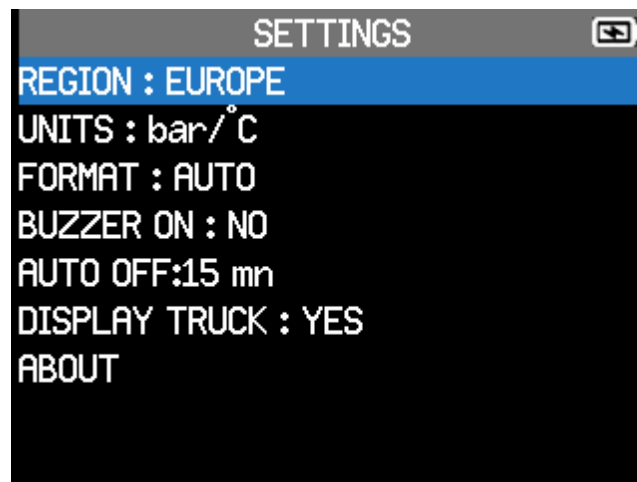 SETTINGS
REGION : EUROPE
UNITS : bar/°C
FORMAT : AUTO
BUZZER ON : NO
AUTO OFF:15 mn
DISPLAY TRUCK : YES
ABOUT